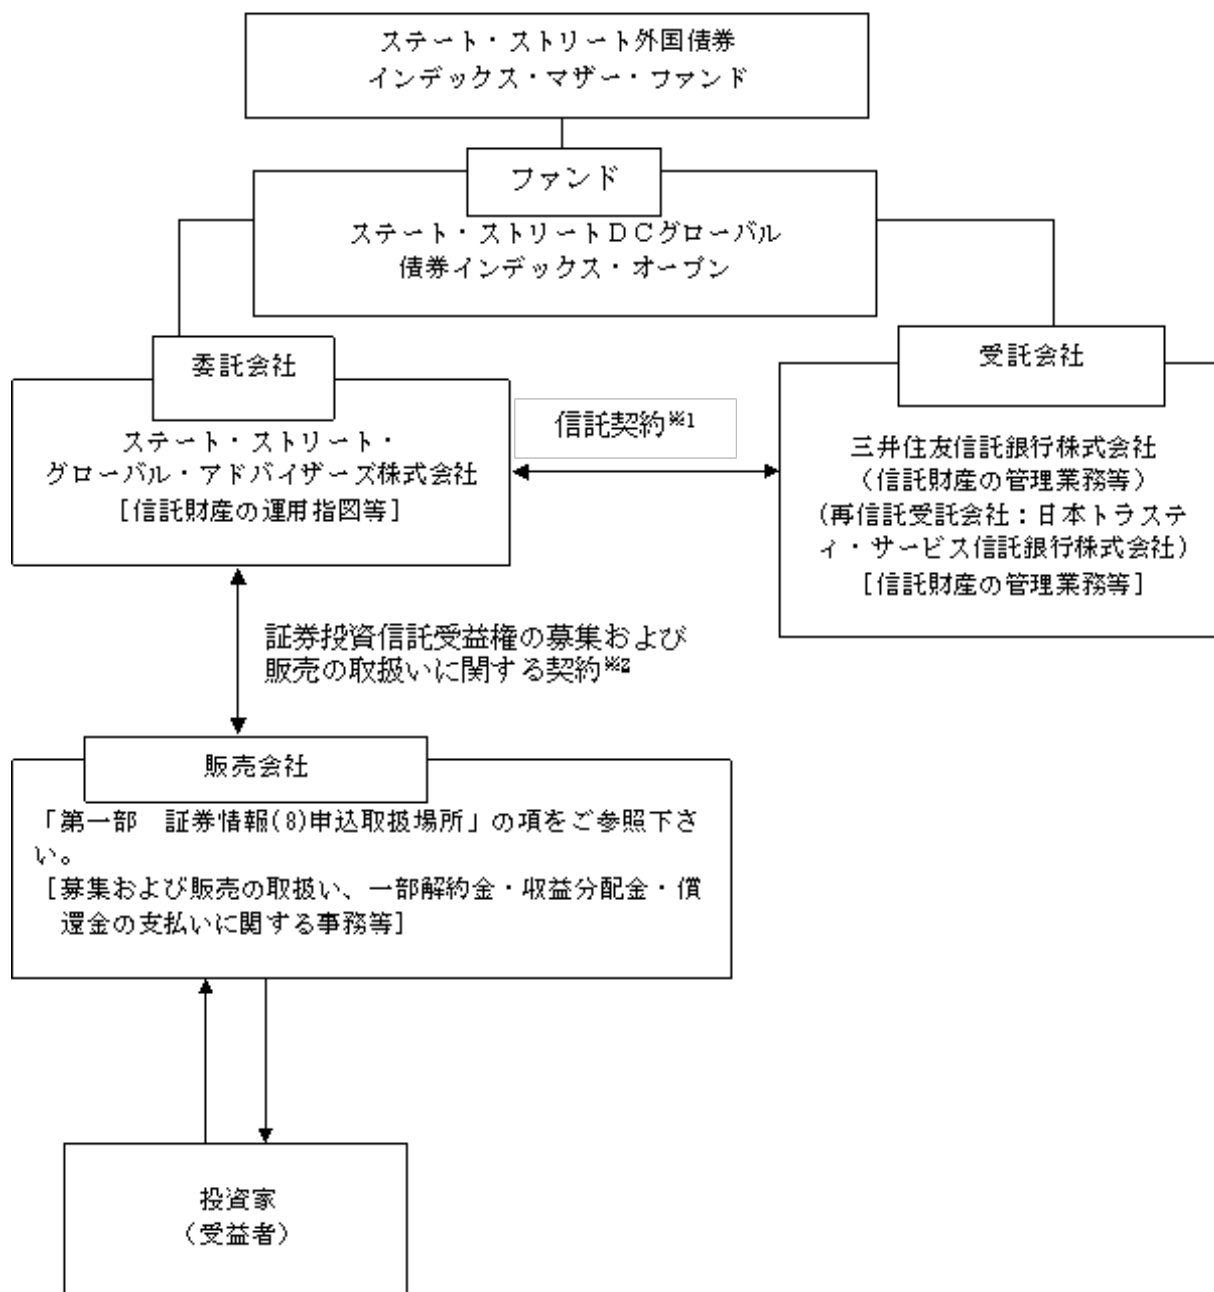 ステート・ストリート外国債券
インデックス・マザー・ファンド
ファンド
ステート・ストリートＤＣグローバル
債券インデックス・オープン
委託会社
ステート・ストリート・
グローバル・アドバイザーズ株式会社
［信託財産の運用指図等］
信託契約※1
受託会社
三井住友信託銀行株式会社
（信託財産の管理業務等）
(再信託受託会社：日本トラステ
ィ・サービス信託銀行株式会社)
［信託財産の管理業務等］
証券投資信託受益権の募集および
販売の取扱いに関する契約※2
販売会社
「第一部　証券情報(8)申込取扱場所」の項をご参照下さ
い。
［募集および販売の取扱い、一部解約金・収益分配金・償
還金の支払いに関する事務等］
投資家
（受益者）